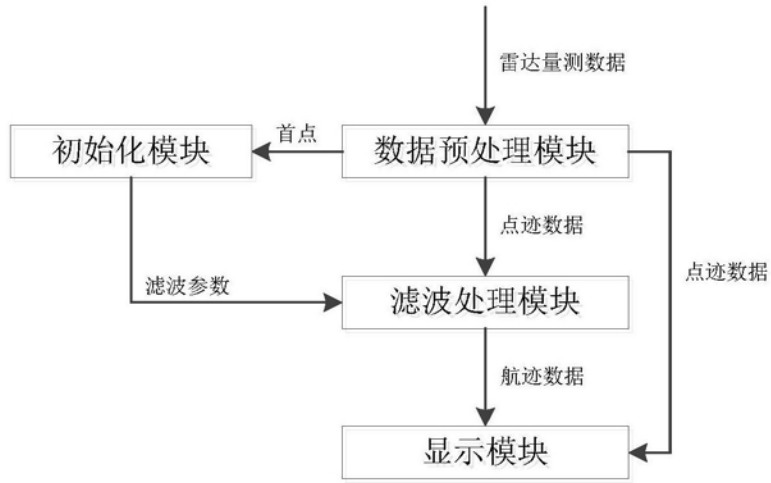 雷达量测数据
首点
初始化模块
数据预处理模块
点迹数据
点迹数据
滤波参数
滤波处理模块
航迹数据
显示模块